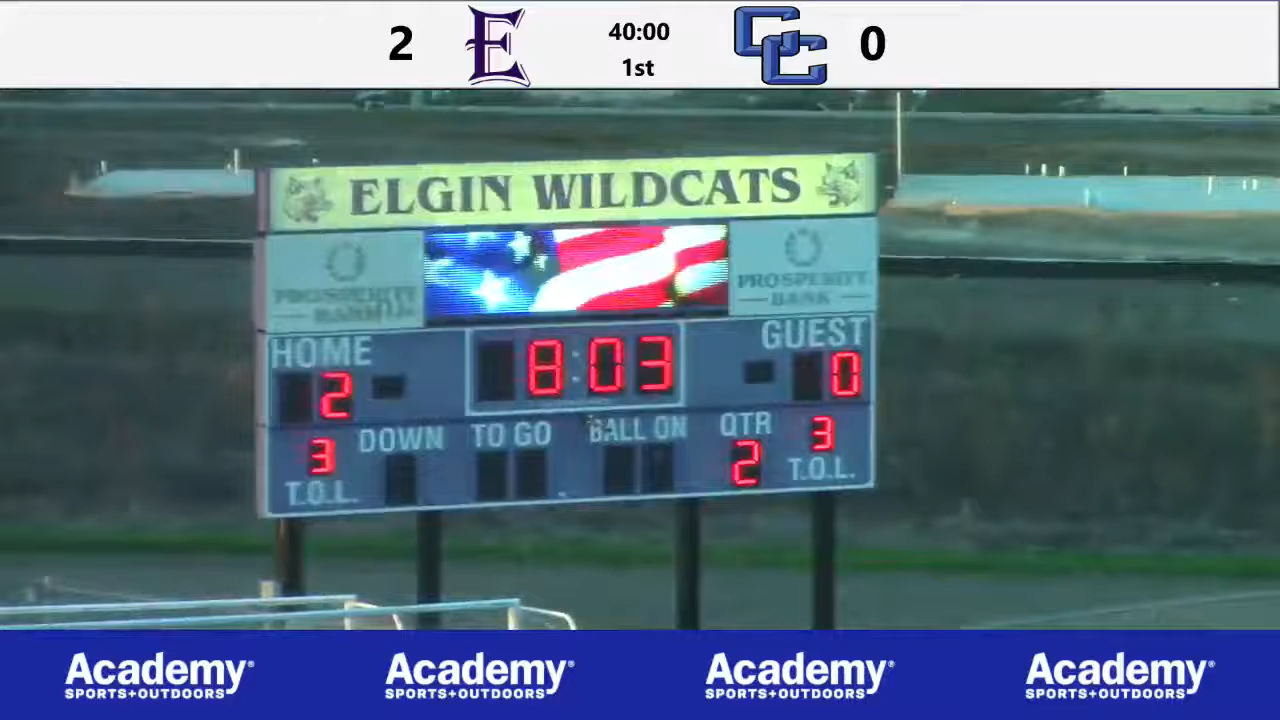 2 E 40:00 CC 0
1st
ELGIN WILDCATS
PROSPERITY
BANK
PROSPERITY
BANK
HOME 8:03 GUEST
2 0
3 DOWN TO GO BALL ON QTR 3
T.O.L. 2 T.O.L.
Academy
SPORTS+OUTDOORS
Academy
SPORTS+OUTDOORS
Academy
SPORTS+OUTDOORS
Academy
SPORTS+OUTDOORS